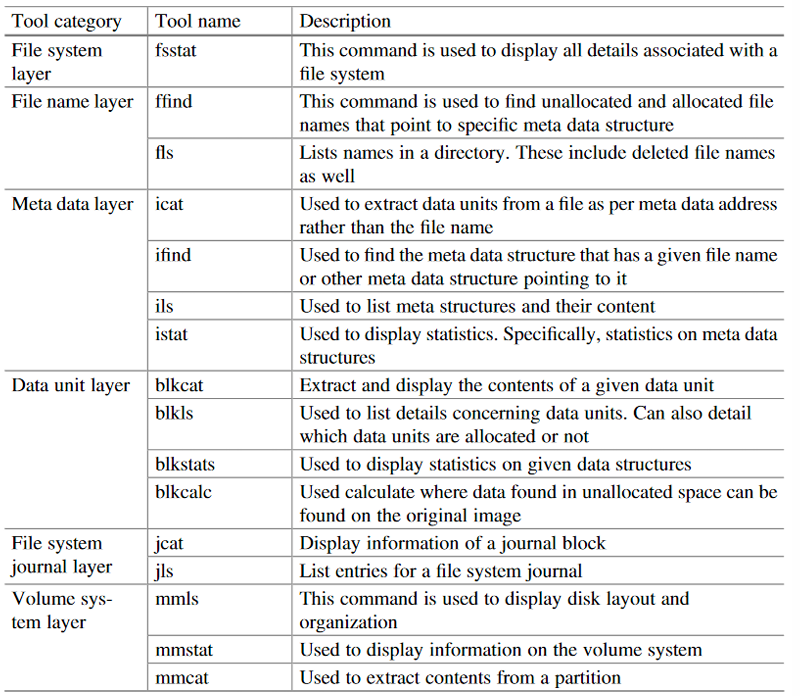 Tool category Tool name Description
File system fsstat This command is used to display all details associated with a
layer file system
File name layer ffind This command is used to find unallocated and allocated file
names that point to specific meta data structure
fls Lists names in a directory. These include deleted file names
as well
Meta data layer icat Used to extract data units from a file as per meta data address
rather than the file name
ifind Used to find the meta data structure that has a given file name
or other meta data structure pointing to it
ils Used to list meta structures and their content
istat Used to display statistics. Specifically, statistics on meta data
structures
Data unit layer blkcat Extract and display the contents of a given data unit
blkls Used to list details concerning data units. Can also detail
which data units are allocated or not
blkstats Used to display statistics on given data structures
blkcalc Used calculate where data found in unallocated space can be
found on the original image
File system jcat Display information of a journal block
journal layer jls List entries for a file system journal
Volume sys- mmls This command is used to display disk layout and
tem layer organization
mmstat Used to display information on the volume system
mmcat Used to extract contents from a partition